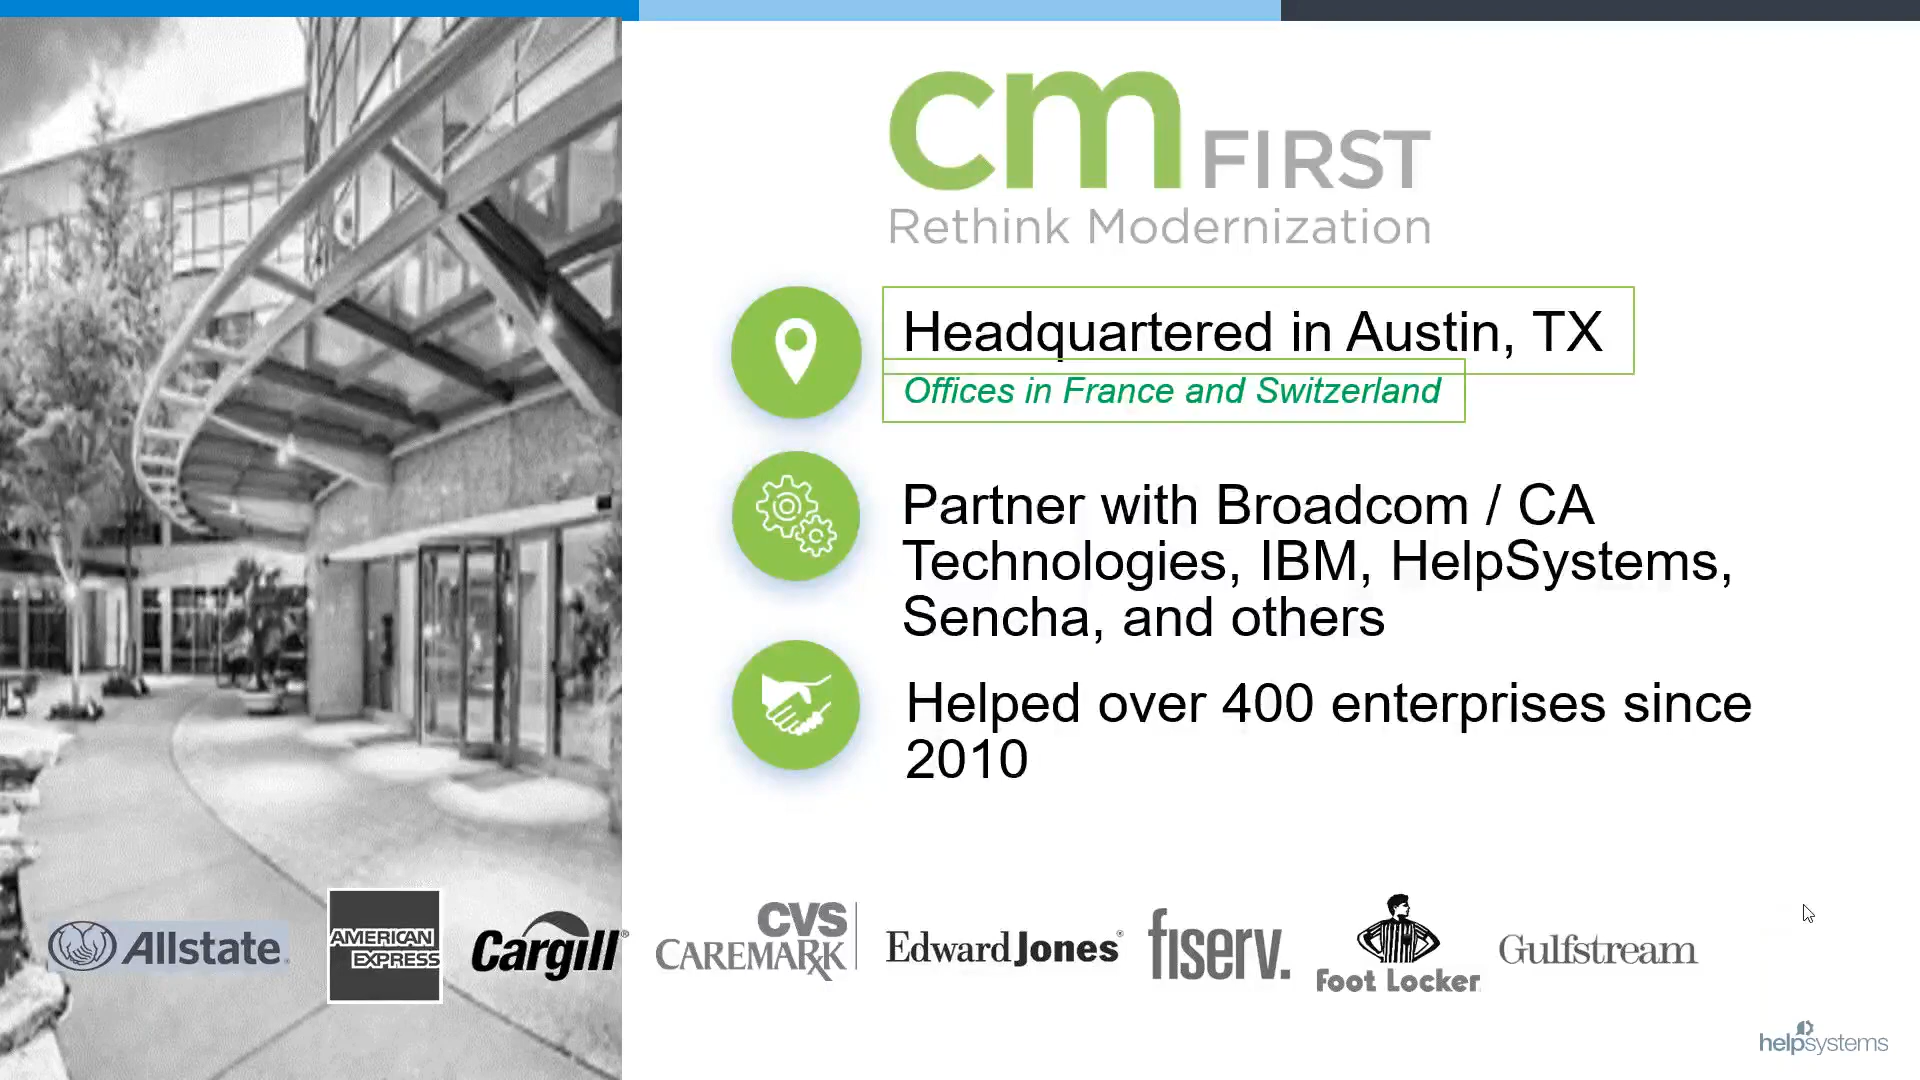 cm FIRST
Rethink Modernization
Headquartered in Austin, TX
Offices in France and Switzerland
Partner with Broadcom / CA
Technologies, IBM, HelpSystems,
Sencha, and others
Helped over 400 enterprises since
2010
Allstate
AMERICAN
EXPRESS
Cargill®
CVS
CAREMARK
Edward Jones®
fiserv.
Foot Locker
Gulfstream
helpsystems